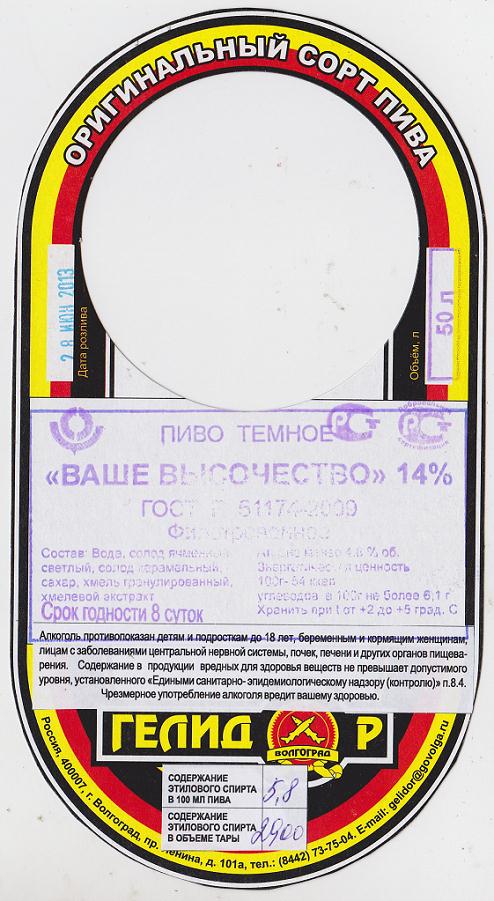 ОРИГИНАЛЬНЫЙ СОРТ ПИВА
28 ИЮН 2013
Дата розлива
Объём, л
50 л
ПИВО ТЕМНОЕ
РСТ
РСТ
«ВАШЕ ВЫСОЧЕСТВО» 14%
ГОСТ Р 51174-2009
Фильтрованное
Состав: Вода, солод ячменный
светлый, солод карамельный,
сахар, хмель гранулированный,
хмелевой экстракт
Срок годности 8 суток
не менее 4.8 % об.
Энергетическая ценность
100г- 54 ккал
углеводов в 100г не более 6,1 г
Хранить при t от +2 до +5 град. С
Алкоголь противопоказан детям и подросткам до 18 лет, беременным и кормящим женщинам,
лицам с заболеваниями центральной нервной системы, почек, печени и других органов пищева-
рения. Содержание в продукции вредных для здоровья веществ не превышает допустимого
уровня, установленного «Едиными санитарно- эпидемиологическому надзору (контролю)» п.8.4.
Чрезмерное употребление алкоголя вредит вашему здоровью.
ГЕЛИД Р
ВОЛГОГРАД
СОДЕРЖАНИЕ
ЭТИЛОВОГО СПИРТА
В 100 МЛ ПИВА
5,8
СОДЕРЖАНИЕ
ЭТИЛОВОГО СПИРТА
В ОБЪЕМЕ ТАРЫ
2900
Россия, 400007, г. Волгоград, пр. Ленина, д. 101а, тел.: (8442) 73-75-04. E-mail: gelidor@govolga.ru